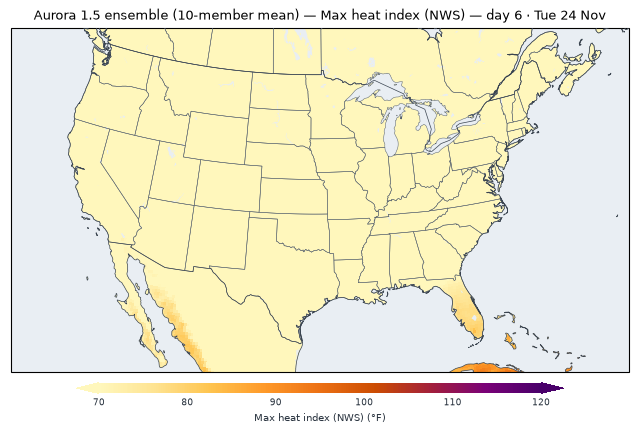 Aurora 1.5 ensemble (10-member mean) — Max heat index (NWS) — day 6 · Tue 24 Nov
70 80 90 100 110 120
Max heat index (NWS) (°F)